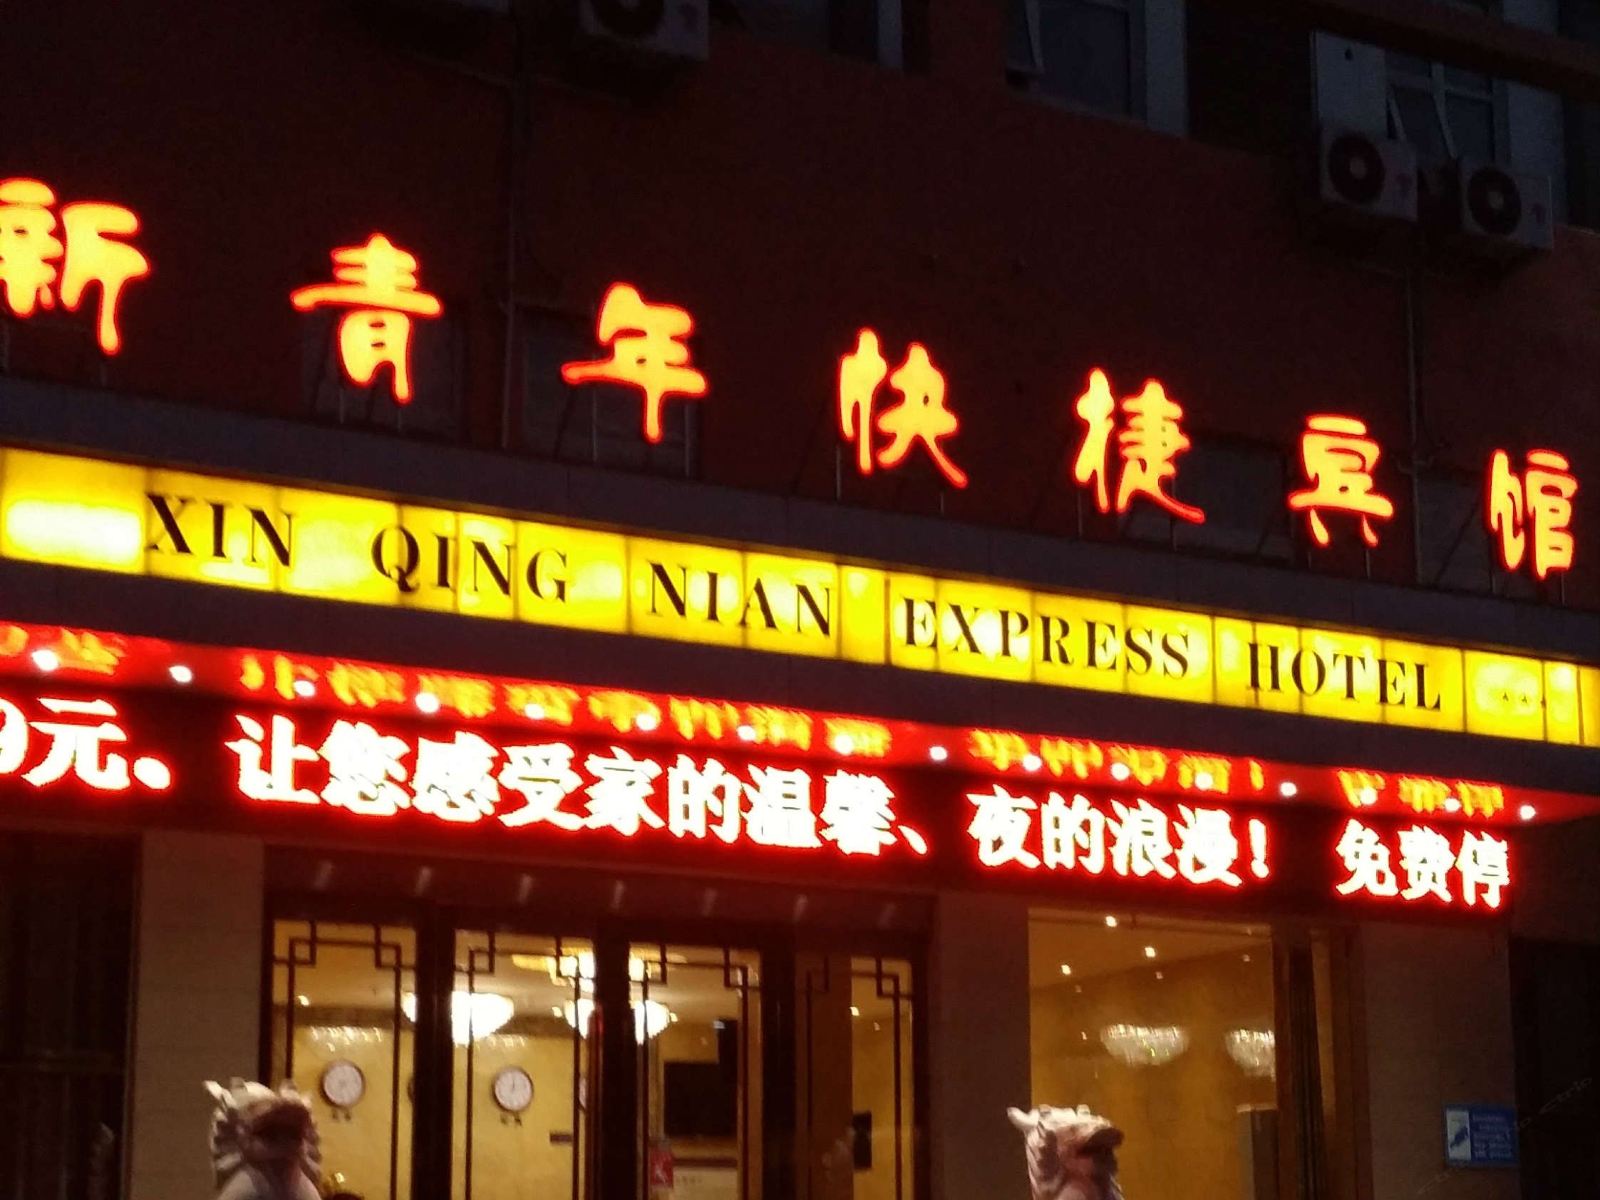 新青年快捷宾馆
XIN QING NIAN EXPRESS HOTEL
9元。让您感受家的温馨、夜的浪漫！ 免费停